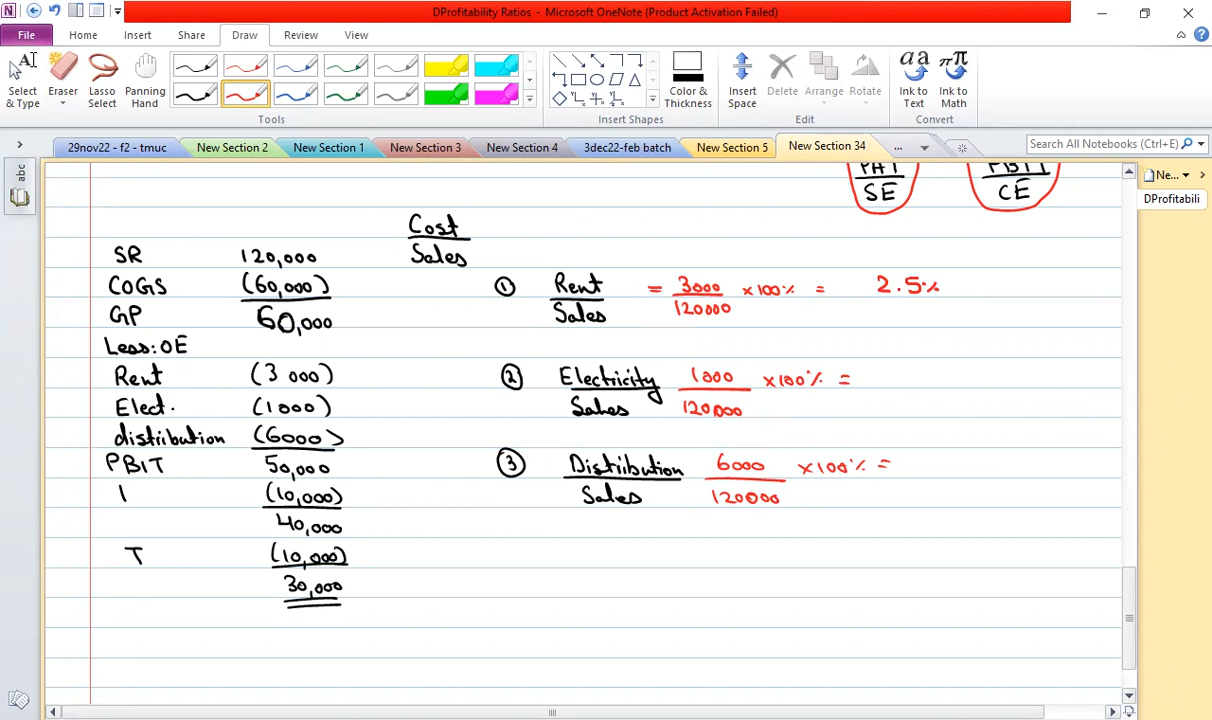 DProfitability Ratios - Microsoft OneNote (Product Activation Failed)
File Home Insert Share Draw Review View
Select & Type Eraser Lasso Select Panning Hand Color & Thickness Insert Space Delete Arrange Rotate Ink to Text Ink to Math
Tools Insert Shapes Edit Convert
29nov22 - f2 - tmuc New Section 2 New Section 1 New Section 3 New Section 4 3dec22-feb batch New Section 5 New Section 34 ... Search All Notebooks (Ctrl+E)
abc
Ne...
DProfitabili
PAT PBIT
SE CE
Cost
Sales
SR 120,000
COGS (60,000)
GP 60,000
Less: OE
Rent (3 000)
Elect. (1000)
distribution (6000)
PBIT 50,000
I (10,000)
40,000
T (10,000)
30,000
① Rent = 3000 ×100% = 2.5%
Sales 120000
② Electricity 1000 ×100% =
Sales 120000
③ Distribution 6000 ×100% =
Sales 120000